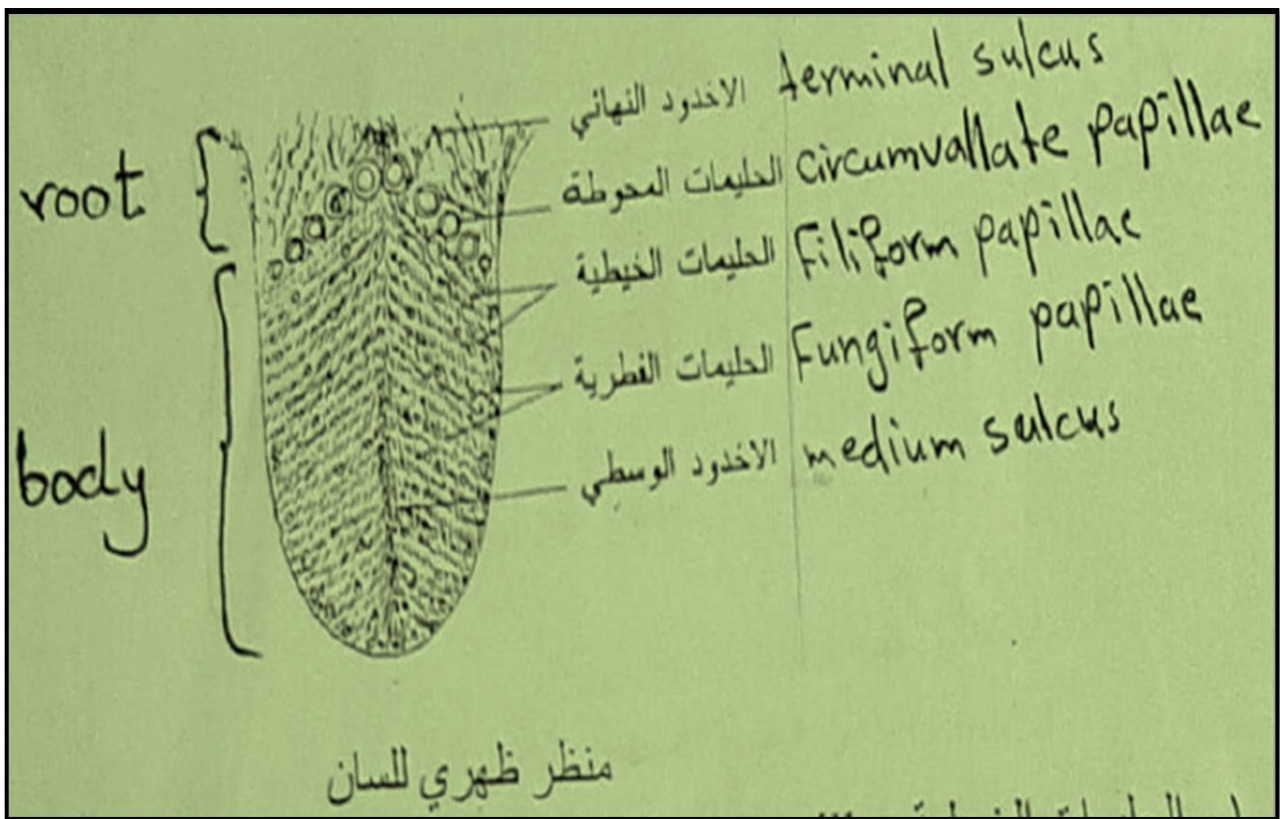 الاخدود النهائي terminal sulcus
الحليمات المحوطة circumvallate papillae
root
الحليمات الخيطية Filiform papillae
الحليمات الفطرية Fungiform papillae
body
الاخدود الوسطي medium sulcus
منظر ظهري للسان